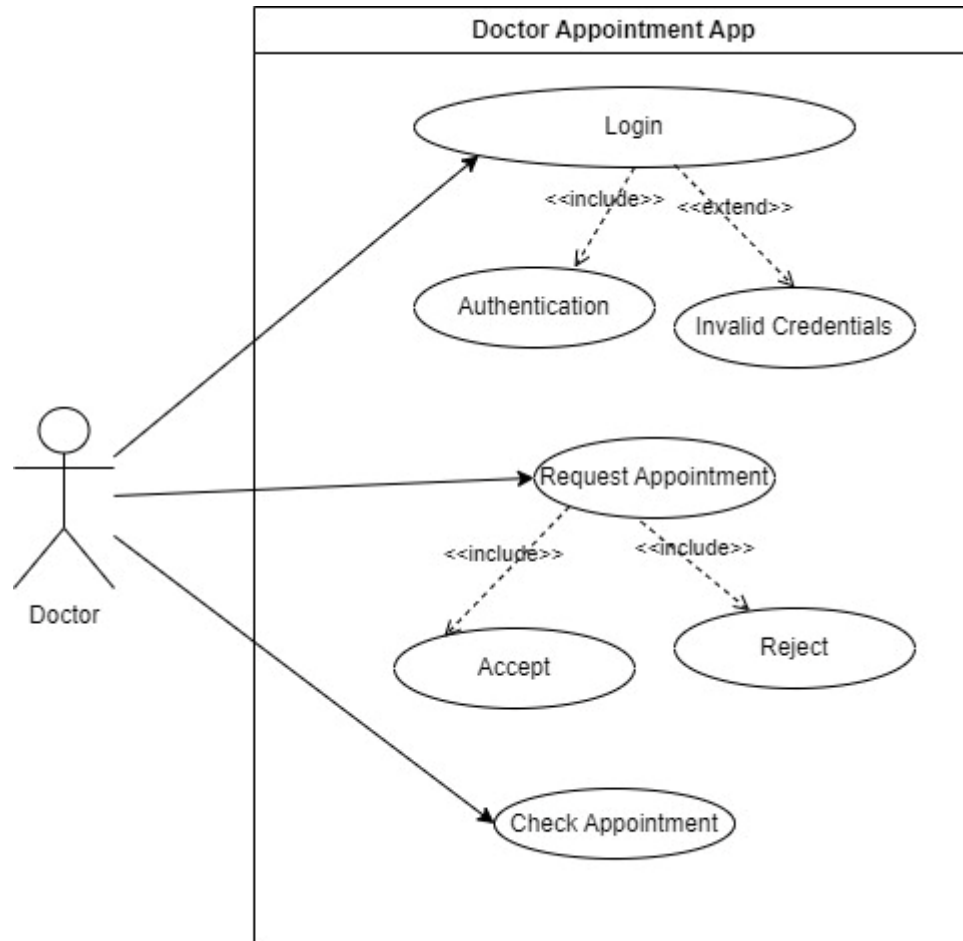 Doctor Appointment App
Login
<<include>>
<<extend>>
Authentication
Invalid Credentials
Request Appointment
<<include>>
<<include>>
Doctor
Accept
Reject
Check Appointment